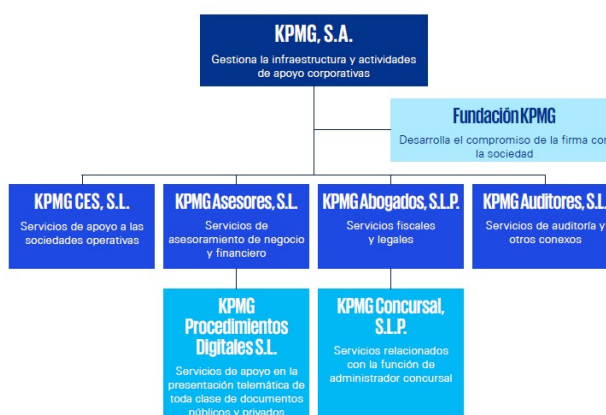 KPMG, S.A.
Gestiona la infraestructura y actividades
de apoyo corporativas
Fundación KPMG
Desarrolla el compromiso de la firma con
la sociedad
KPMG CES, S.L.
Servicios de apoyo a las
sociedades operativas
KPMG Asesores, S.L.
Servicios de
asesoramiento de negocio
y financiero
KPMG Abogados, S.L.P.
Servicios fiscales
y legales
KPMG Auditores, S.L.
Servicios de auditoría y
otros conexos
KPMG
Procedimientos
Digitales S.L.
Servicios de apoyo en la
presentación telemática de
toda clase de documentos
públicos y privados
KPMG Concursal,
S.L.P.
Servicios relacionados
con la función de
administrador concursal